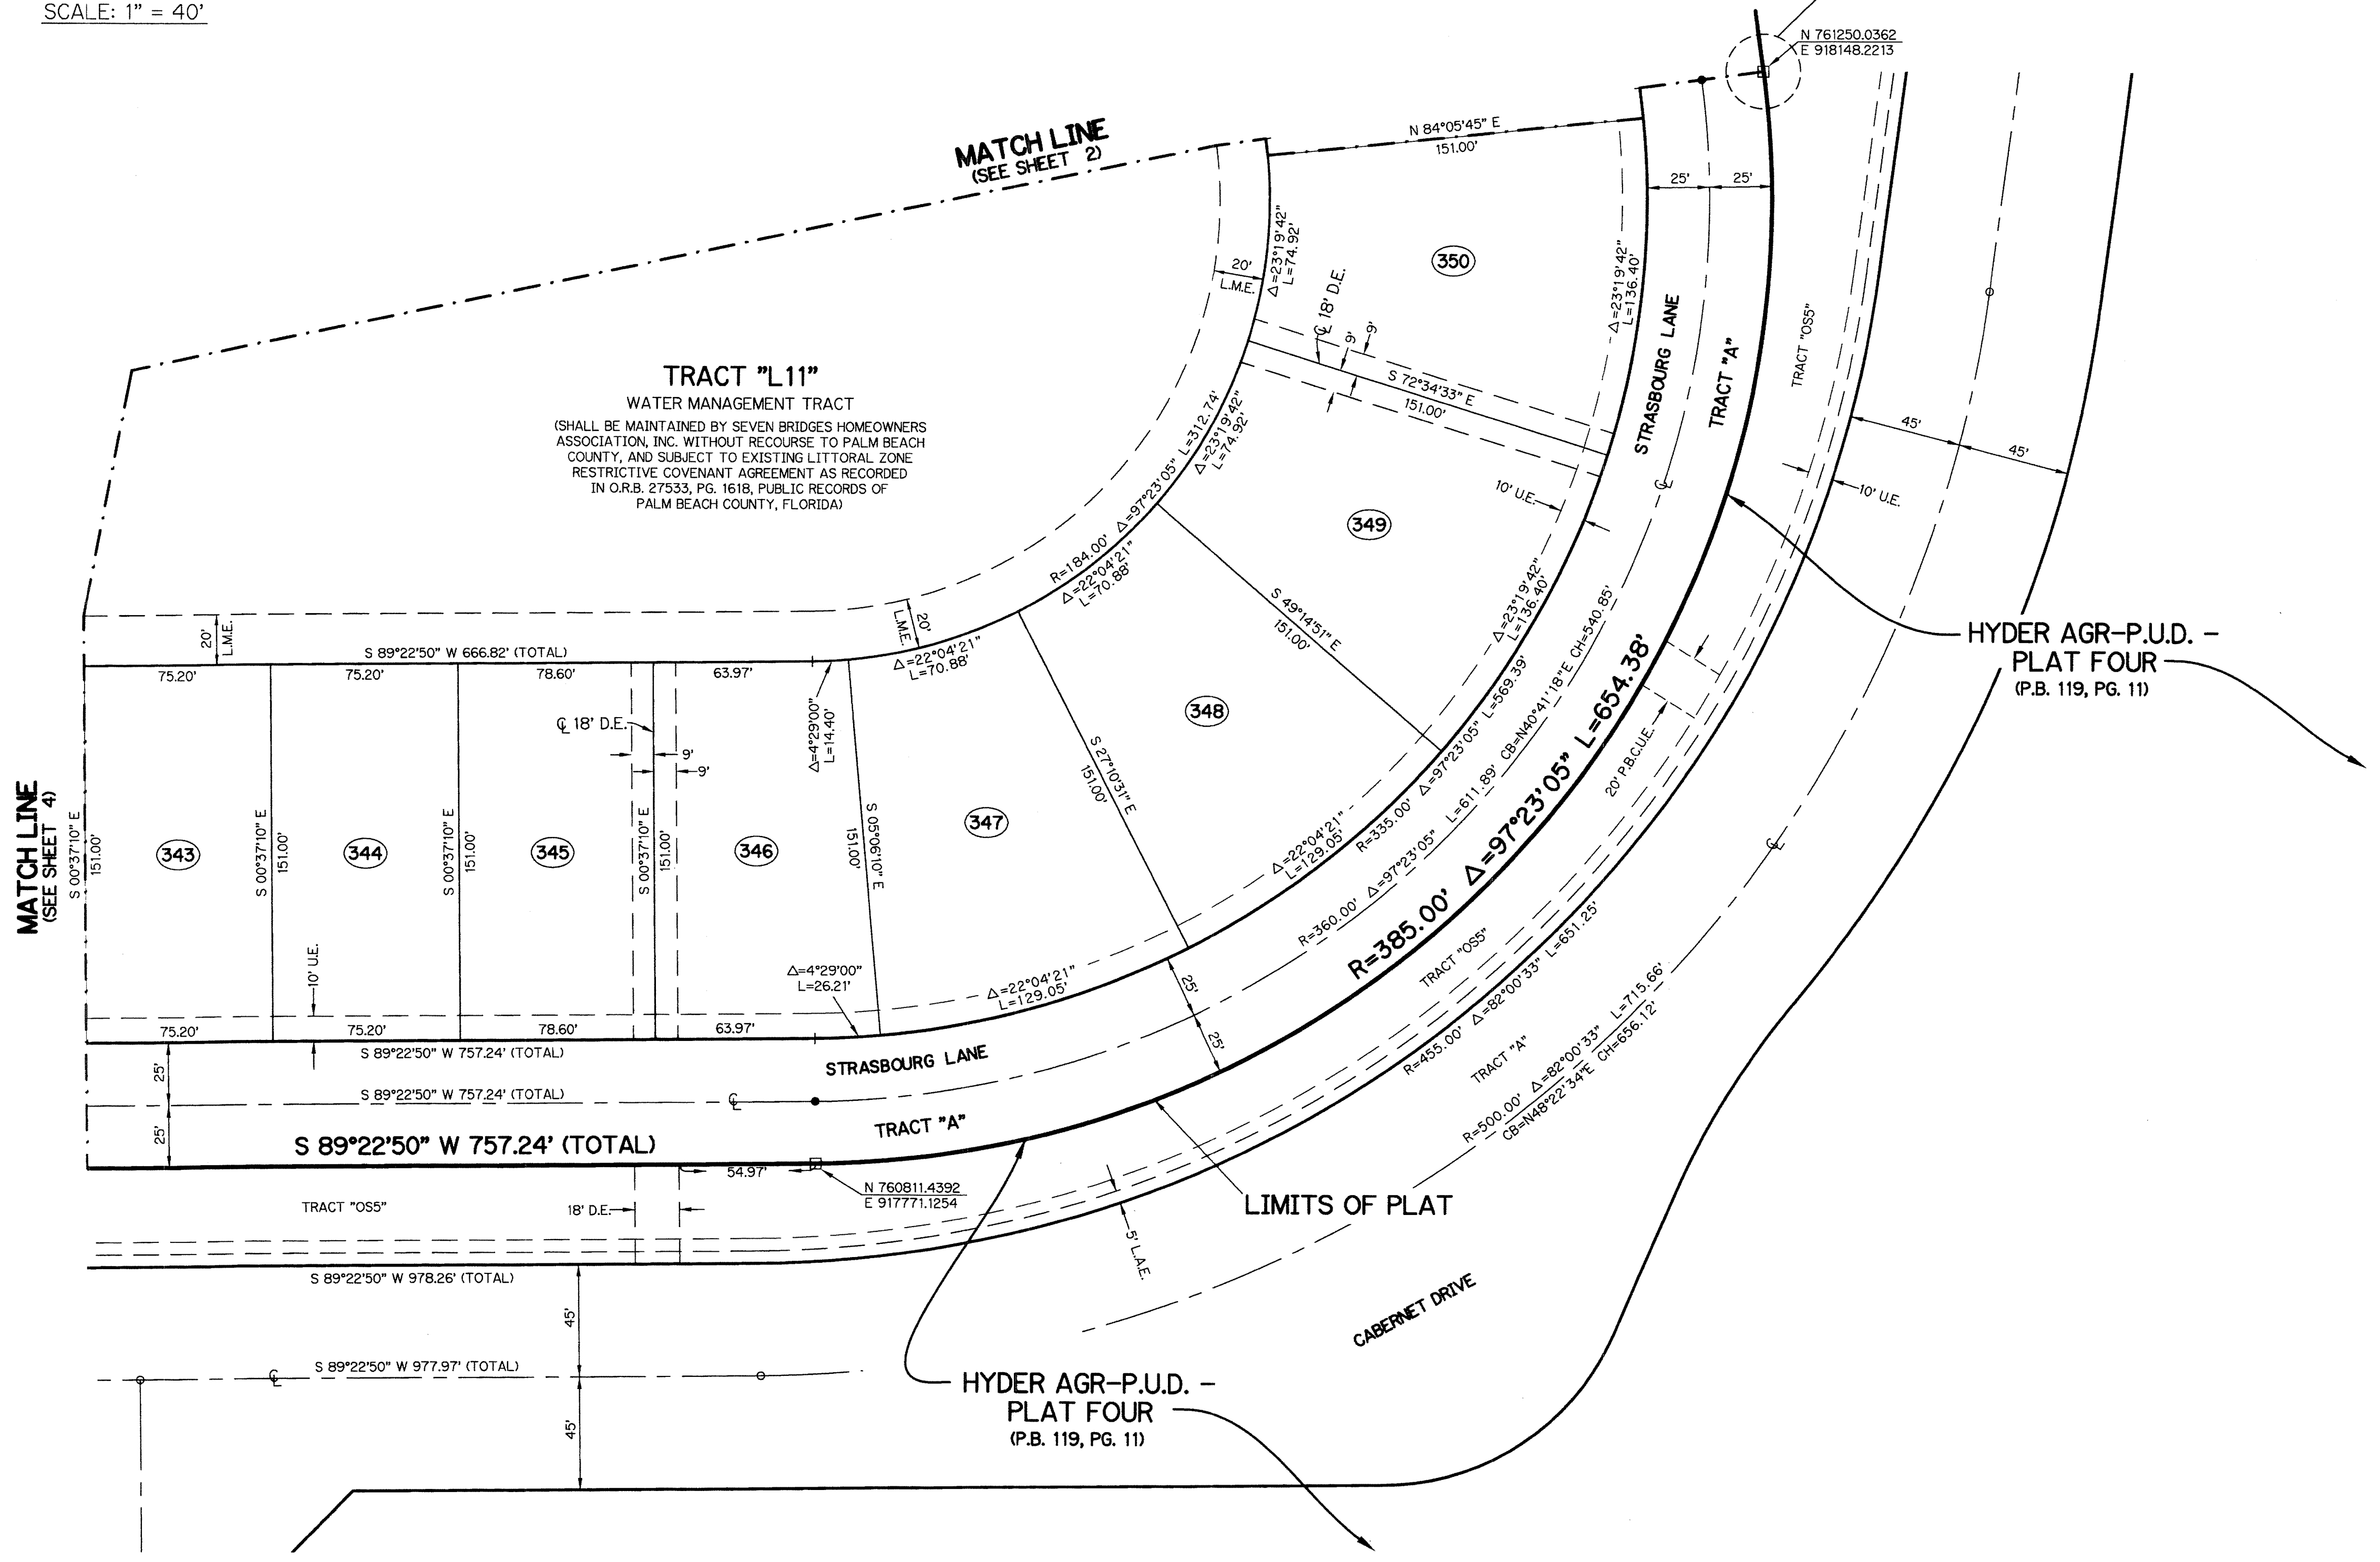 SCALE: 1" = 40'
N 761250.0362
E 918148.2213
MATCH LINE
(SEE SHEET 2)
N 84°05'45" E
151.00'
25'
25'
Δ=23°19'42"
L=74.92'
350
Δ=23°19'42"
L=136.40'
20'
L.M.E.
℄ 18' D.E.
9'
9'
S 72°34'33" E
151.00'
STRASBOURG LANE
TRACT "A"
TRACT "OS5"
℄
45'
45'
10' U.E.
10' U.E.
TRACT "L11"
WATER MANAGEMENT TRACT
(SHALL BE MAINTAINED BY SEVEN BRIDGES HOMEOWNERS
ASSOCIATION, INC. WITHOUT RECOURSE TO PALM BEACH
COUNTY, AND SUBJECT TO EXISTING LITTORAL ZONE
RESTRICTIVE COVENANT AGREEMENT AS RECORDED
IN O.R.B. 27533, PG. 1618, PUBLIC RECORDS OF
PALM BEACH COUNTY, FLORIDA)
R=184.00' Δ=97°23'05" L=312.74'
Δ=23°19'42"
L=74.92'
349
Δ=23°19'42"
L=136.40'
Δ=22°04'21"
L=70.88'
S 49°14'51" E
151.00'
HYDER AGR-P.U.D. -
PLAT FOUR
(P.B. 119, PG. 11)
20'
L.M.E.
S 89°22'50" W 666.82' (TOTAL)
20'
L.M.E.
Δ=22°04'21"
L=70.88'
75.20'
75.20'
78.60'
63.97'
℄ 18' D.E.
9'
9'
Δ=4°29'00"
L=14.40'
348
S 27°10'31" E
151.00'
MATCH LINE
(SEE SHEET 4)
S 00°37'10" E
151.00'
343
S 00°37'10" E
151.00'
344
S 00°37'10" E
151.00'
345
S 00°37'10" E
151.00'
346
S 05°06'10" E
151.00'
347
Δ=22°04'21"
L=129.05'
R=335.00' Δ=97°23'05" L=569.39'
R=360.00' Δ=97°23'05" L=611.89' CB=N40°41'18"E CH=540.85'
R=385.00' Δ=97°23'05" L=654.38'
20' P.B.C.U.E.
℄
10' U.E.
Δ=4°29'00"
L=26.21'
Δ=22°04'21"
L=129.05'
25'
25'
TRACT "OS5"
R=455.00' Δ=82°00'33" L=651.25'
TRACT "A"
R=500.00' Δ=82°00'33" L=715.66'
CB=N48°22'34"E CH=656.12'
75.20'
75.20'
78.60'
63.97'
S 89°22'50" W 757.24' (TOTAL)
STRASBOURG LANE
25'
S 89°22'50" W 757.24' (TOTAL)
℄
25'
TRACT "A"
S 89°22'50" W 757.24' (TOTAL)
54.97'
N 760811.4392
E 917771.1254
TRACT "OS5"
18' D.E.
LIMITS OF PLAT
5' L.A.E.
S 89°22'50" W 978.26' (TOTAL)
45'
CABERNET DRIVE
S 89°22'50" W 977.97' (TOTAL)
℄
45'
HYDER AGR-P.U.D. -
PLAT FOUR
(P.B. 119, PG. 11)